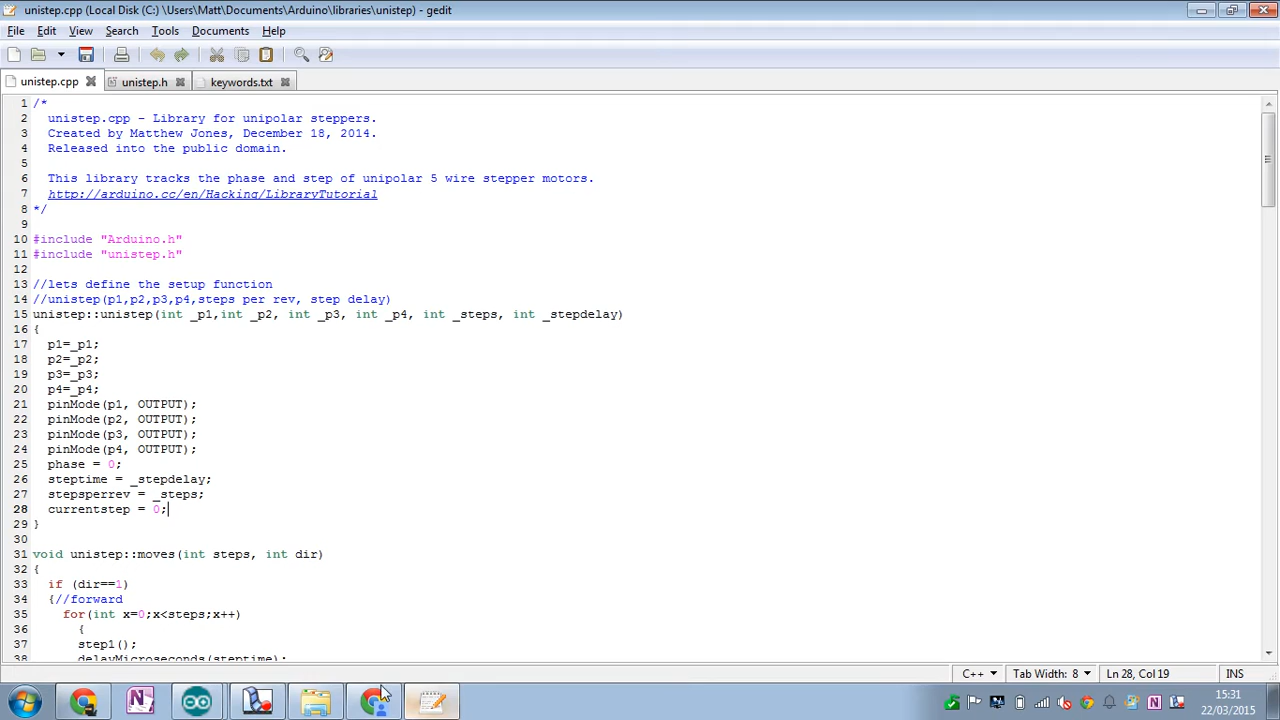 unistep.cpp (Local Disk (C:) \Users\Matt\Documents\Arduino\libraries\unistep) - gedit
File Edit View Search Tools Documents Help
unistep.cpp unistep.h keywords.txt
1 /*
2 unistep.cpp - Library for unipolar steppers.
3 Created by Matthew Jones, December 18, 2014.
4 Released into the public domain.
5
6 This library tracks the phase and step of unipolar 5 wire stepper motors.
7 http://arduino.cc/en/Hacking/LibraryTutorial
8 */
9
10 #include "Arduino.h"
11 #include "unistep.h"
12
13 //lets define the setup function
14 //unistep(p1,p2,p3,p4,steps per rev, step delay)
15 unistep::unistep(int _p1,int _p2, int _p3, int _p4, int _steps, int _stepdelay)
16 {
17 p1=_p1;
18 p2=_p2;
19 p3=_p3;
20 p4=_p4;
21 pinMode(p1, OUTPUT);
22 pinMode(p2, OUTPUT);
23 pinMode(p3, OUTPUT);
24 pinMode(p4, OUTPUT);
25 phase = 0;
26 steptime = _stepdelay;
27 stepsperrev = _steps;
28 currentstep = 0;
29 }
30
31 void unistep::moves(int steps, int dir)
32 {
33 if (dir==1)
34 {//forward
35 for(int x=0;x<steps;x++)
36 {
37 step1();
38 delayMicroseconds(steptime);
C++ Tab Width: 8 Ln 28, Col 19 INS
15:31
22/03/2015